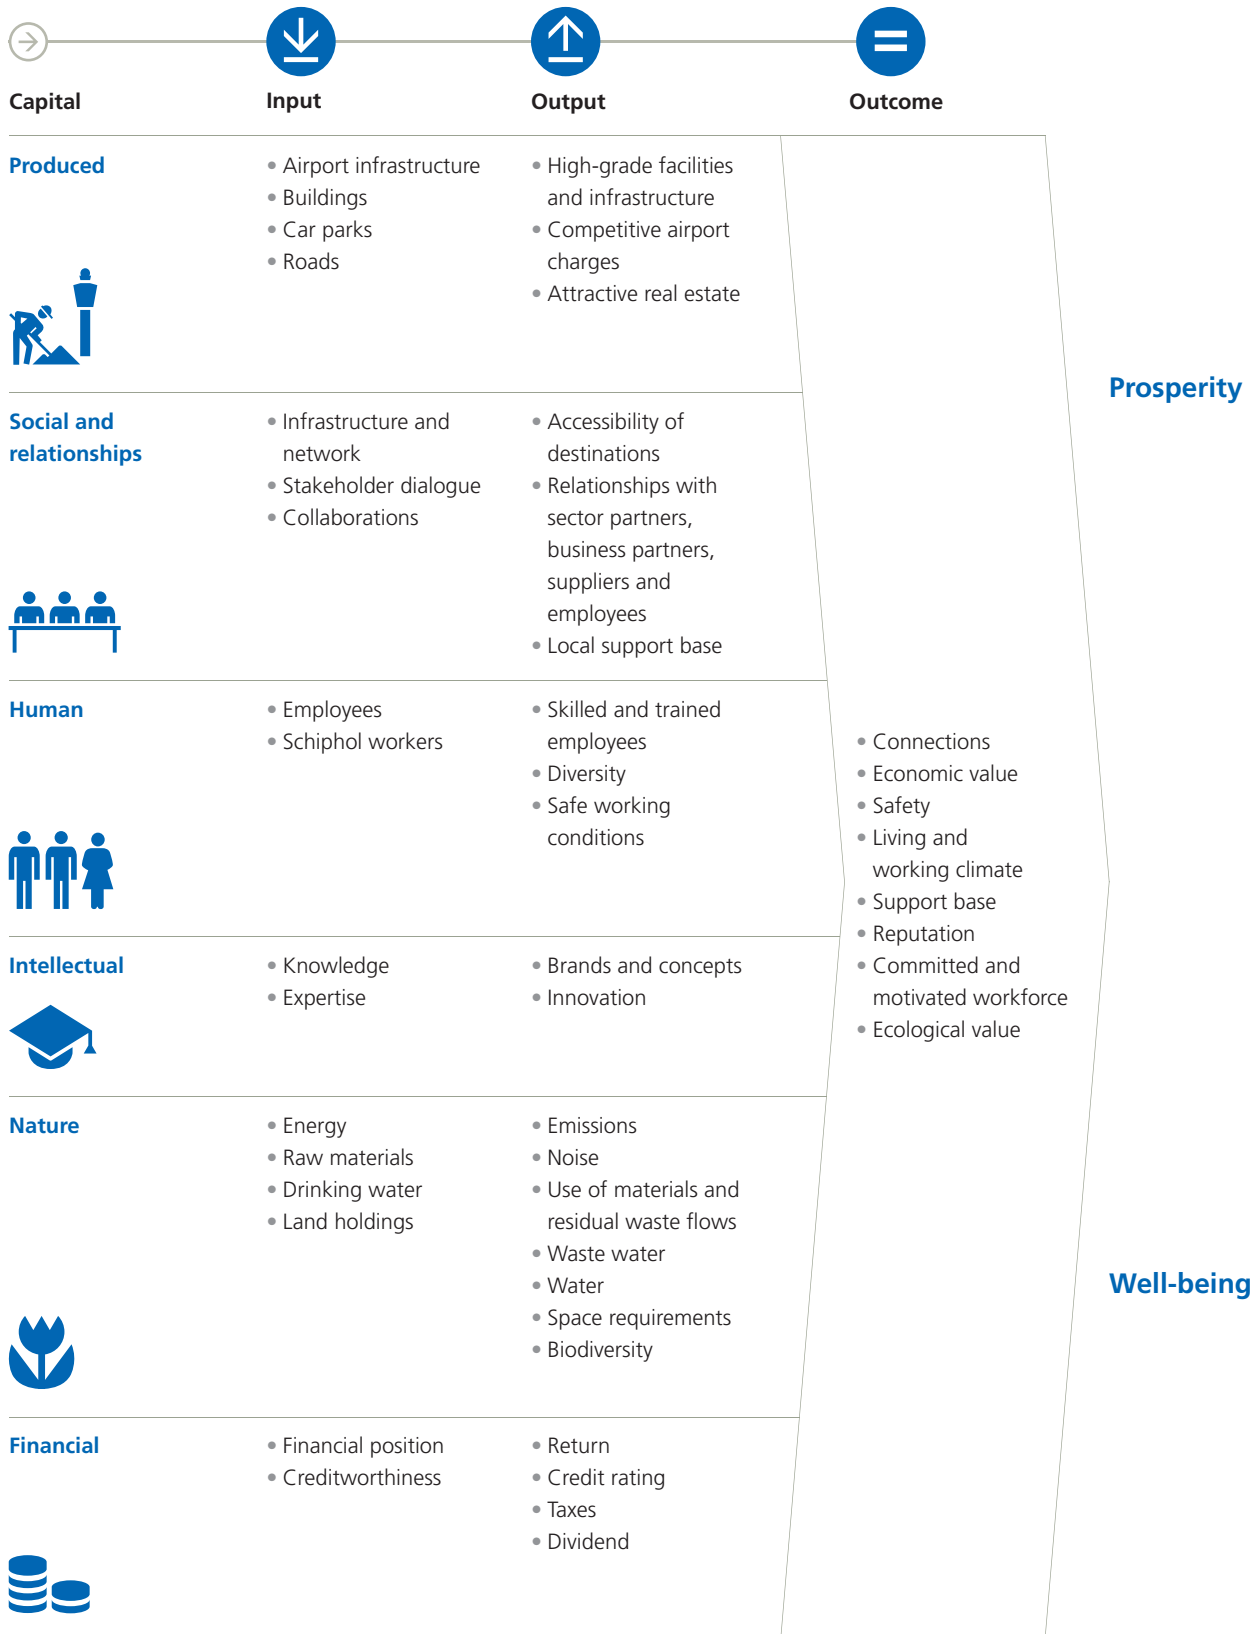 Capital
Input
Output
Outcome
Produced
• Airport infrastructure
• Buildings
• Car parks
• Roads
• High-grade facilities
and infrastructure
• Competitive airport
charges
• Attractive real estate
Social and
relationships
• Infrastructure and
network
• Stakeholder dialogue
• Collaborations
• Accessibility of
destinations
• Relationships with
sector partners,
business partners,
suppliers and
employees
• Local support base
Human
• Employees
• Schiphol workers
• Skilled and trained
employees
• Diversity
• Safe working
conditions
Intellectual
• Knowledge
• Expertise
• Brands and concepts
• Innovation
Nature
• Energy
• Raw materials
• Drinking water
• Land holdings
• Emissions
• Noise
• Use of materials and
residual waste flows
• Waste water
• Water
• Space requirements
• Biodiversity
Financial
• Financial position
• Creditworthiness
• Return
• Credit rating
• Taxes
• Dividend
• Connections
• Economic value
• Safety
• Living and
working climate
• Support base
• Reputation
• Committed and
motivated workforce
• Ecological value
Prosperity
Well-being